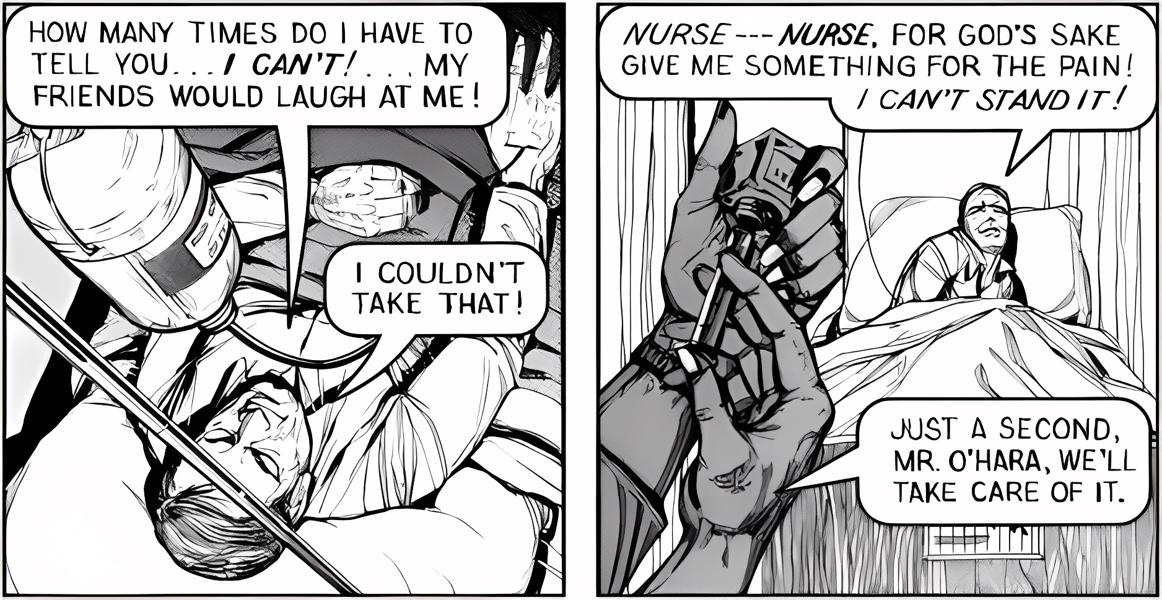 HOW MANY TIMES DO I HAVE TO
TELL YOU...I CAN'T!....MY
FRIENDS WOULD LAUGH AT ME!
I COULDN'T
TAKE THAT!
NURSE --- NURSE, FOR GOD'S SAKE
GIVE ME SOMETHING FOR THE PAIN!
I CAN'T STAND IT!
JUST A SECOND,
MR. O'HARA, WE'LL
TAKE CARE OF IT.